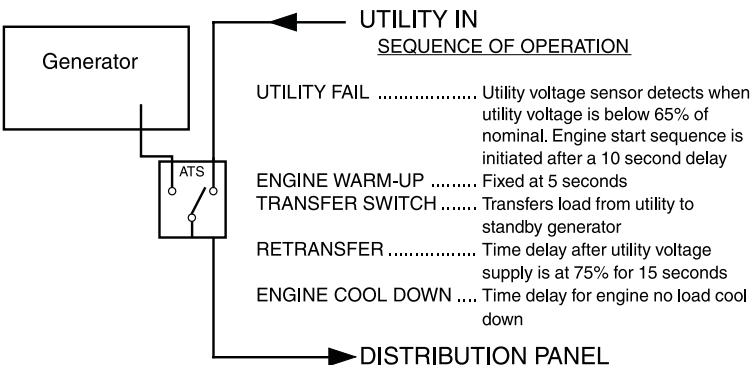 UTILITY IN
SEQUENCE OF OPERATION
Generator
UTILITY FAIL ................... Utility voltage sensor detects when
utility voltage is below 65% of
nominal. Engine start sequence is
initiated after a 10 second delay
ATS
ENGINE WARM-UP ......... Fixed at 5 seconds
TRANSFER SWITCH ....... Transfers load from utility to
standby generator
RETRANSFER ................. Time delay after utility voltage
supply is at 75% for 15 seconds
ENGINE COOL DOWN .... Time delay for engine no load cool
down
DISTRIBUTION PANEL